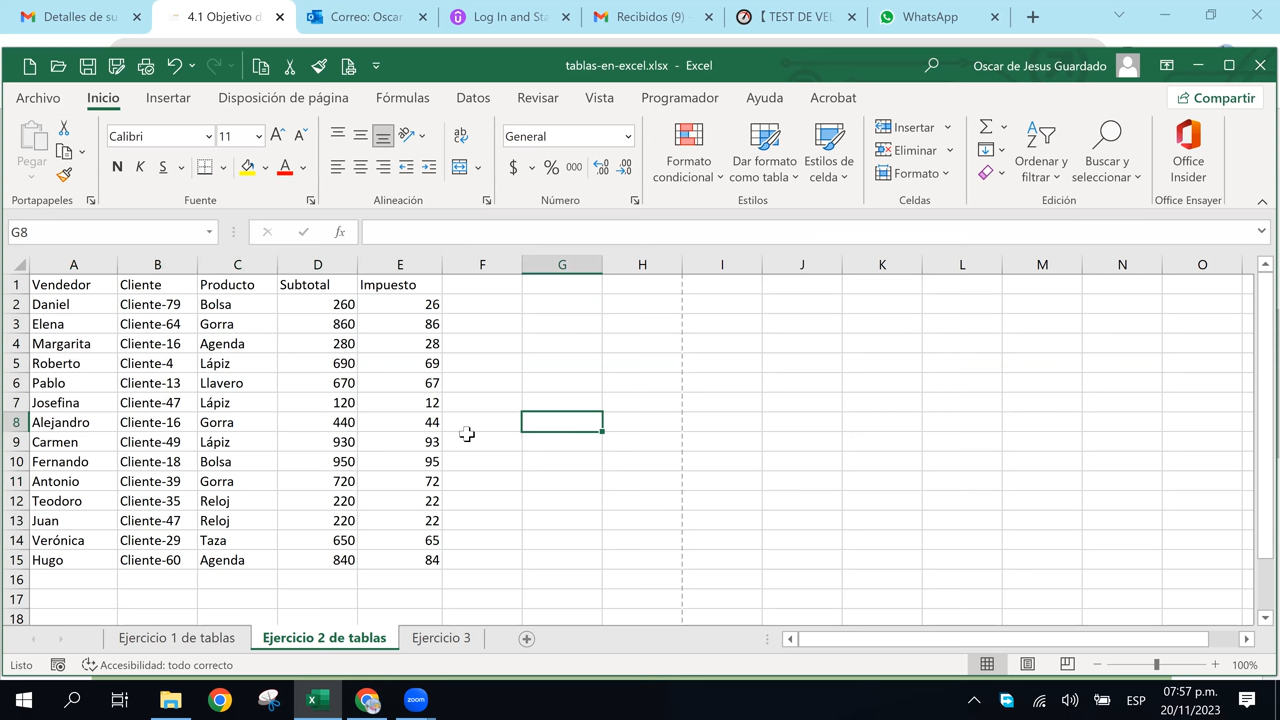 Detalles de su
4.1 Objetivo d
Correo: Oscar
Log In and Sta
Recibidos (9) -
【 TEST DE VEL
WhatsApp
tablas-en-excel.xlsx - Excel
Oscar de Jesus Guardado
Archivo Inicio Insertar Disposición de página Fórmulas Datos Revisar Vista Programador Ayuda Acrobat Compartir
Pegar
Calibri 11
N K S
General
$ % 000
Formato condicional
Dar formato como tabla
Estilos de celda
Insertar
Eliminar
Formato
Ordenar y filtrar
Buscar y seleccionar
Office Insider
Portapapeles Fuente Alineación Número Estilos Celdas Edición Office Ensayer
G8 fx
A B C D E F G H I J K L M N O
1 Vendedor Cliente Producto Subtotal Impuesto
2 Daniel Cliente-79 Bolsa 260 26
3 Elena Cliente-64 Gorra 860 86
4 Margarita Cliente-16 Agenda 280 28
5 Roberto Cliente-4 Lápiz 690 69
6 Pablo Cliente-13 Llavero 670 67
7 Josefina Cliente-47 Lápiz 120 12
8 Alejandro Cliente-16 Gorra 440 44
9 Carmen Cliente-49 Lápiz 930 93
10 Fernando Cliente-18 Bolsa 950 95
11 Antonio Cliente-39 Gorra 720 72
12 Teodoro Cliente-35 Reloj 220 22
13 Juan Cliente-47 Reloj 220 22
14 Verónica Cliente-29 Taza 650 65
15 Hugo Cliente-60 Agenda 840 84
16
17
18
Ejercicio 1 de tablas Ejercicio 2 de tablas Ejercicio 3
Listo Accesibilidad: todo correcto 100%
zoom
ESP
07:57 p.m.
20/11/2023